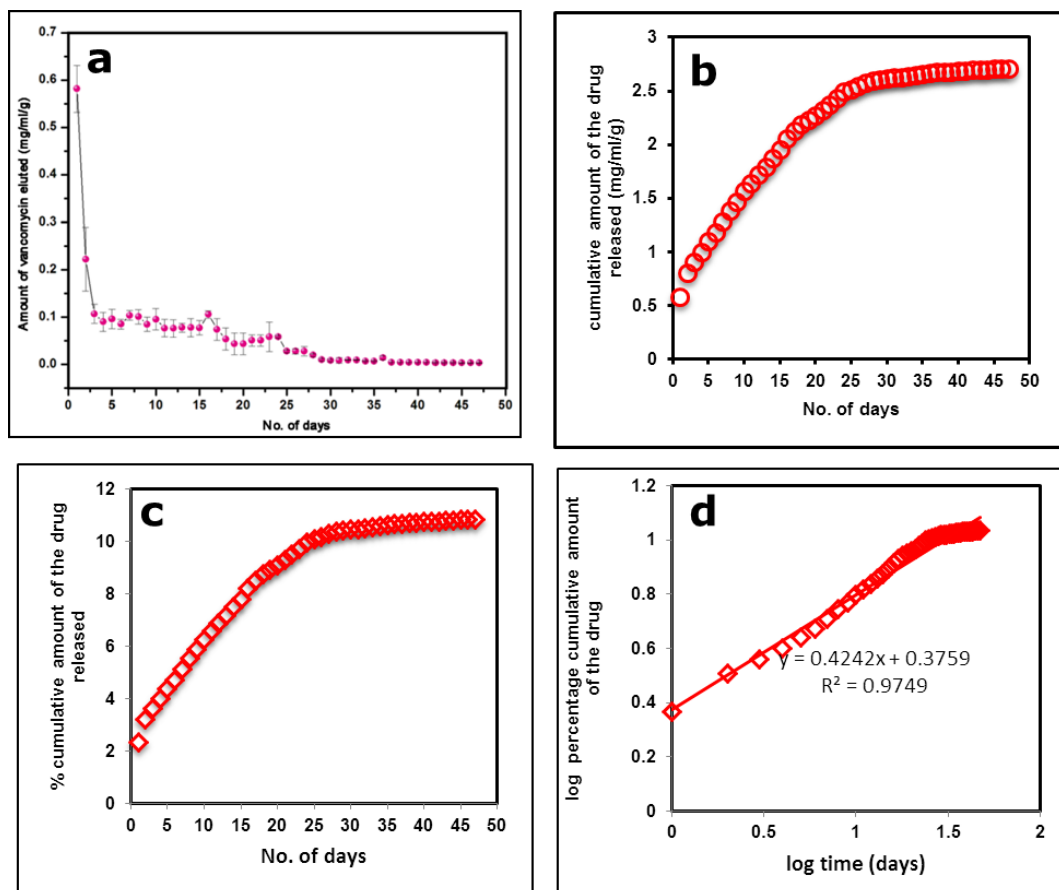 a
Amount of vancomycin eluted (mg/ml/g)
0.7
0.6
0.5
0.4
0.3
0.2
0.1
0.0
0 5 10 15 20 25 30 35 40 45 50
No. of days
b
cumulative amount of the drug
released (mg/ml/g)
3
2.5
2
1.5
1
0.5
0
0 5 10 15 20 25 30 35 40 45 50
No. of days
c
% cumulative amount of the drug
released
12
10
8
6
4
2
0
0 5 10 15 20 25 30 35 40 45 50
No. of days
d
log percentage cumulative amount
of the drug
1.2
1
0.8
0.6
0.4
0.2
0
y = 0.4242x + 0.3759
R² = 0.9749
0 0.5 1 1.5 2
log time (days)